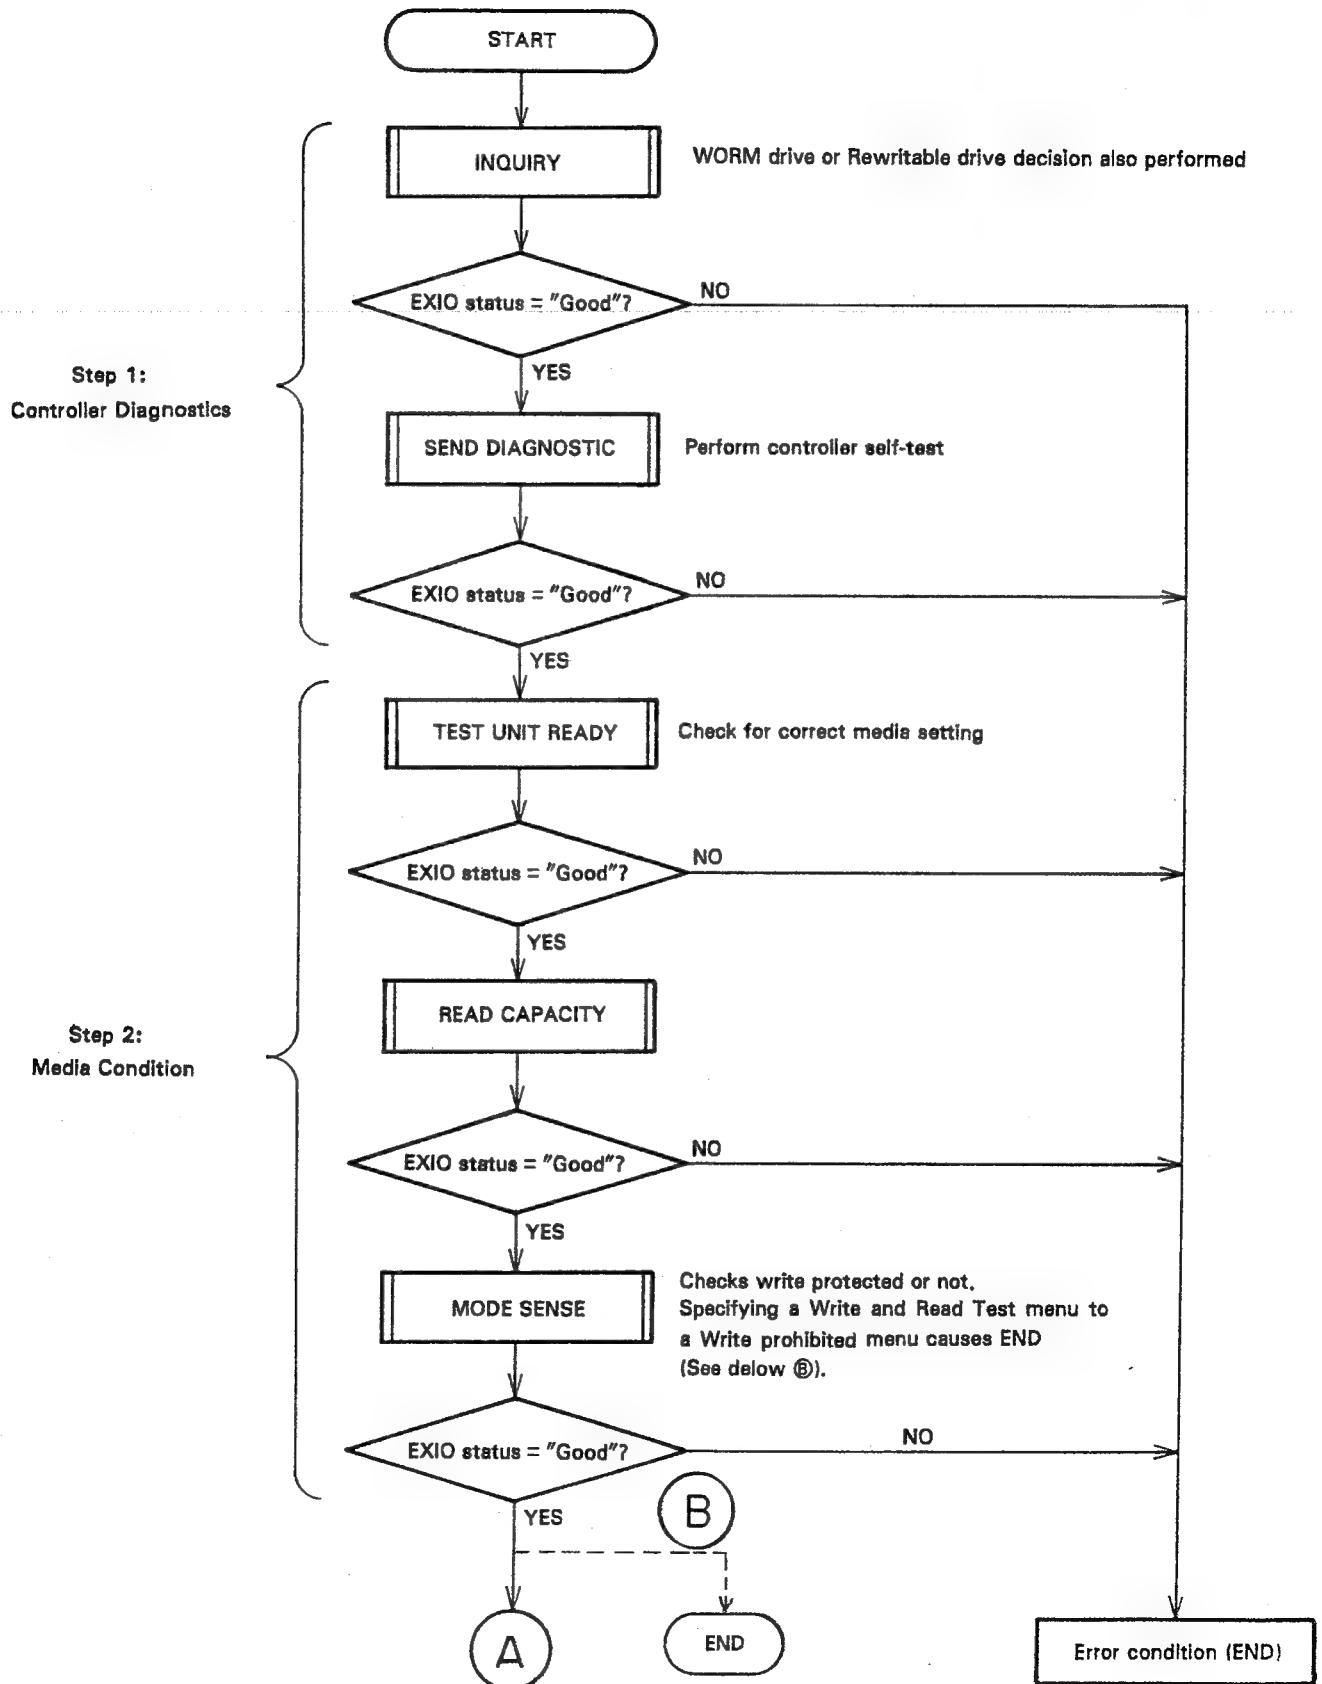 START
INQUIRY
WORM drive or Rewritable drive decision also performed
EXIO status = "Good"?
NO
YES
Step 1:
Controller Diagnostics
SEND DIAGNOSTIC
Perform controller self-test
EXIO status = "Good"?
NO
YES
TEST UNIT READY
Check for correct media setting
EXIO status = "Good"?
NO
YES
READ CAPACITY
Step 2:
Media Condition
EXIO status = "Good"?
NO
YES
MODE SENSE
Checks write protected or not.
Specifying a Write and Read Test menu to
a Write prohibited menu causes END
(See delow Ⓑ).
EXIO status = "Good"?
NO
YES
B
A
END
Error condition (END)